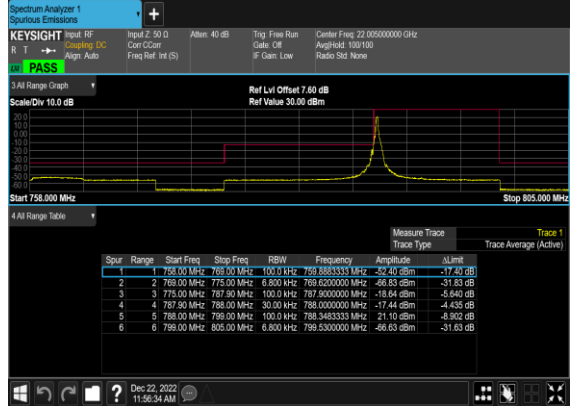 Spectrum Analyzer 1
Spurious Emissions
KEYSIGHT
R T
LXI
PASS
Input: RF
Coupling: DC
Align: Auto
Input Z: 50 Ω
Corr CCorr
Freq Ref: Int (S)
Atten: 40 dB
Trig: Free Run
Gate: Off
IF Gain: Low
Center Freq: 22.005000000 GHz
Avg|Hold: 100/100
Radio Std: None
3 All Range Graph
Ref Lvl Offset 7.60 dB
Scale/Div 10.0 dB
Ref Value 30.00 dBm
20.0
10.0
0.00
-10.0
-20.0
-30.0
-40.0
-50.0
-60.0
Start 758.000 MHz
Stop 805.000 MHz
4 All Range Table
Measure Trace Trace 1
Trace Type Trace Average (Active)
Spur Range Start Freq Stop Freq RBW Frequency Amplitude ΔLimit
1 1 758.00 MHz 769.00 MHz 100.0 kHz 759.8883333 MHz -52.40 dBm -17.40 dB
2 2 769.00 MHz 775.00 MHz 6.800 kHz 769.6200000 MHz -66.83 dBm -31.83 dB
3 3 775.00 MHz 787.90 MHz 100.0 kHz 787.9000000 MHz -18.64 dBm -5.640 dB
4 4 787.90 MHz 788.00 MHz 30.00 kHz 788.0000000 MHz -17.44 dBm -4.435 dB
5 5 788.00 MHz 799.00 MHz 100.0 kHz 788.3483333 MHz 21.10 dBm -8.902 dB
6 6 799.00 MHz 805.00 MHz 6.800 kHz 799.5300000 MHz -66.63 dBm -31.63 dB
Dec 22, 2022
11:56:34 AM